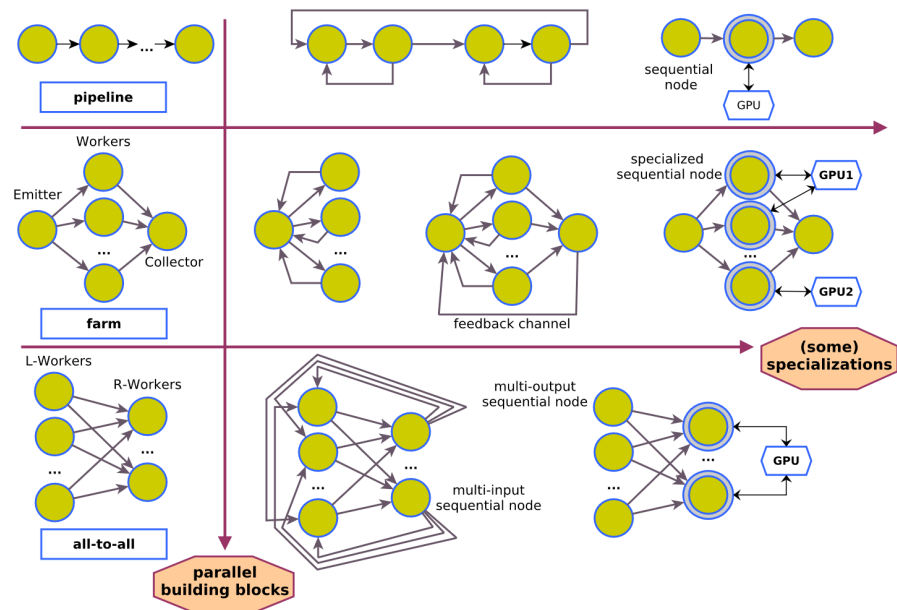 ...
pipeline
sequential
node
GPU
Workers
Emitter
...
Collector
farm
...
...
feedback channel
specialized
sequential node
GPU1
...
GPU2
(some)
specializations
L-Workers
R-Workers
...
...
all-to-all
...
...
multi-output
sequential node
multi-input
sequential node
...
...
GPU
parallel
building blocks